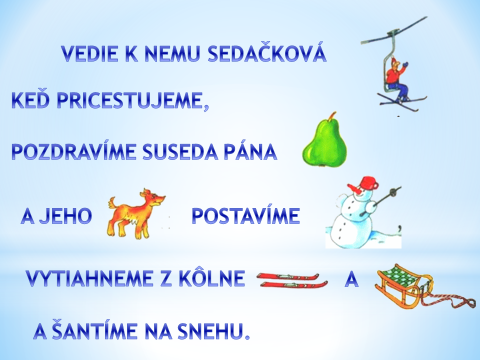 VEDIE K NEMU SEDAČKOVÁ
KEĎ PRICESTUJEME,
POZDRAVÍME SUSEDA PÁNA
A JEHO POSTAVÍME
VYTIAHNEME Z KÔLNE A
A ŠANTÍME NA SNEHU.